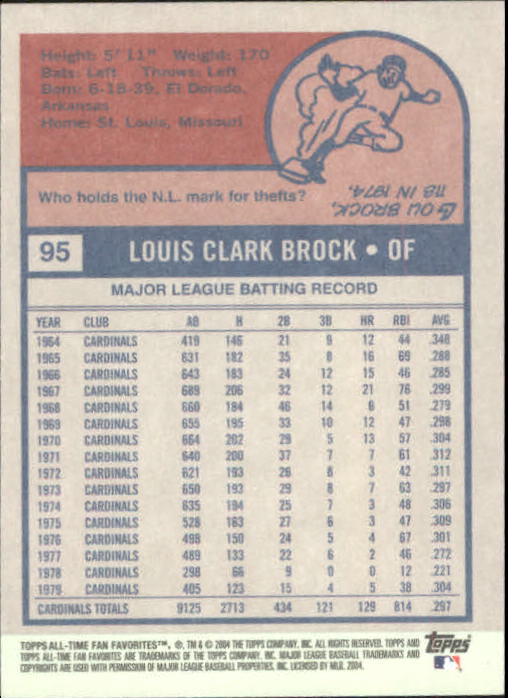 Height: 5' 11" Weight: 170
Bats: Left Throws: Left
Born: 6-18-39, El Dorado,
Arkansas
Home: St. Louis, Missouri
Who holds the N.L. mark for thefts?
LOU BROCK,
118 IN 1974.
95 LOUIS CLARK BROCK • OF
MAJOR LEAGUE BATTING RECORD
YEAR CLUB AB H 2B 3B HR RBI AVG
1964 CARDINALS 419 146 21 9 12 44 .348
1965 CARDINALS 631 182 35 8 16 69 .288
1966 CARDINALS 643 183 24 12 15 46 .285
1967 CARDINALS 689 206 32 12 21 76 .299
1968 CARDINALS 660 184 46 14 6 51 .279
1969 CARDINALS 655 195 33 10 12 47 .298
1970 CARDINALS 664 202 29 5 13 57 .304
1971 CARDINALS 640 200 37 7 7 61 .312
1972 CARDINALS 621 193 26 8 3 42 .311
1973 CARDINALS 650 193 29 8 7 63 .297
1974 CARDINALS 635 194 25 7 3 48 .306
1975 CARDINALS 528 163 27 6 3 47 .309
1976 CARDINALS 498 150 24 5 4 67 .301
1977 CARDINALS 489 133 22 6 2 46 .272
1978 CARDINALS 298 66 9 0 0 12 .221
1979 CARDINALS 405 123 15 4 5 38 .304
CARDINALS TOTALS 9125 2713 434 121 129 814 .297
TOPPS ALL-TIME FAN FAVORITES™, ®, TM & © 2004 THE TOPPS COMPANY, INC. ALL RIGHTS RESERVED. TOPPS AND
TOPPS ALL-TIME FAN FAVORITES ARE TRADEMARKS OF THE TOPPS COMPANY, INC. MAJOR LEAGUE BASEBALL TRADEMARKS AND
COPYRIGHTS ARE USED WITH PERMISSION OF MAJOR LEAGUE BASEBALL PROPERTIES, INC. LICENSED BY MLB, 2004.
Topps